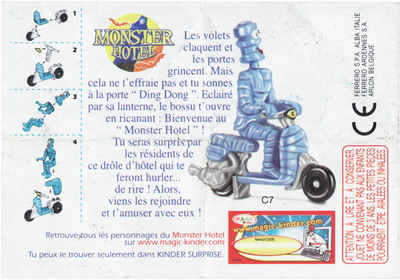 1
2
3
4
MONSTER
HOTEL
Les volets
claquent et
les portes
grincent. Mais
cela ne t'effraie pas et tu sonnes
à la porte " Ding Dong ". Eclairé
par sa lanterne, le bossu t'ouvre
en ricanant : Bienvenue au
" Monster Hotel " !
Tu seras surpris par
les résidents de
ce drôle d'hôtel qui te
feront hurler...
de rire ! Alors,
viens les rejoindre
et t'amuser avec eux !
C7
Retrouve tous les personnages du Monster Hotel
sur www.magic-kinder.com
Tu peux le trouver seulement dans KINDER SURPRISE.
www.magic-kinder.com
MAGICODE
FERRERO S.P.A. ALBA ITALIE
FERRERO ARDENNES S.A.
ARLON BELGIQUE
CE
ATTENTION, A LIRE ET A CONSERVER:
JOUET NE CONVENANT PAS AUX ENFANTS
DE MOINS DE 3 ANS. LES PETITES PIECES
POURRAIENT ETRE AVALÉES OU INHALÉES.